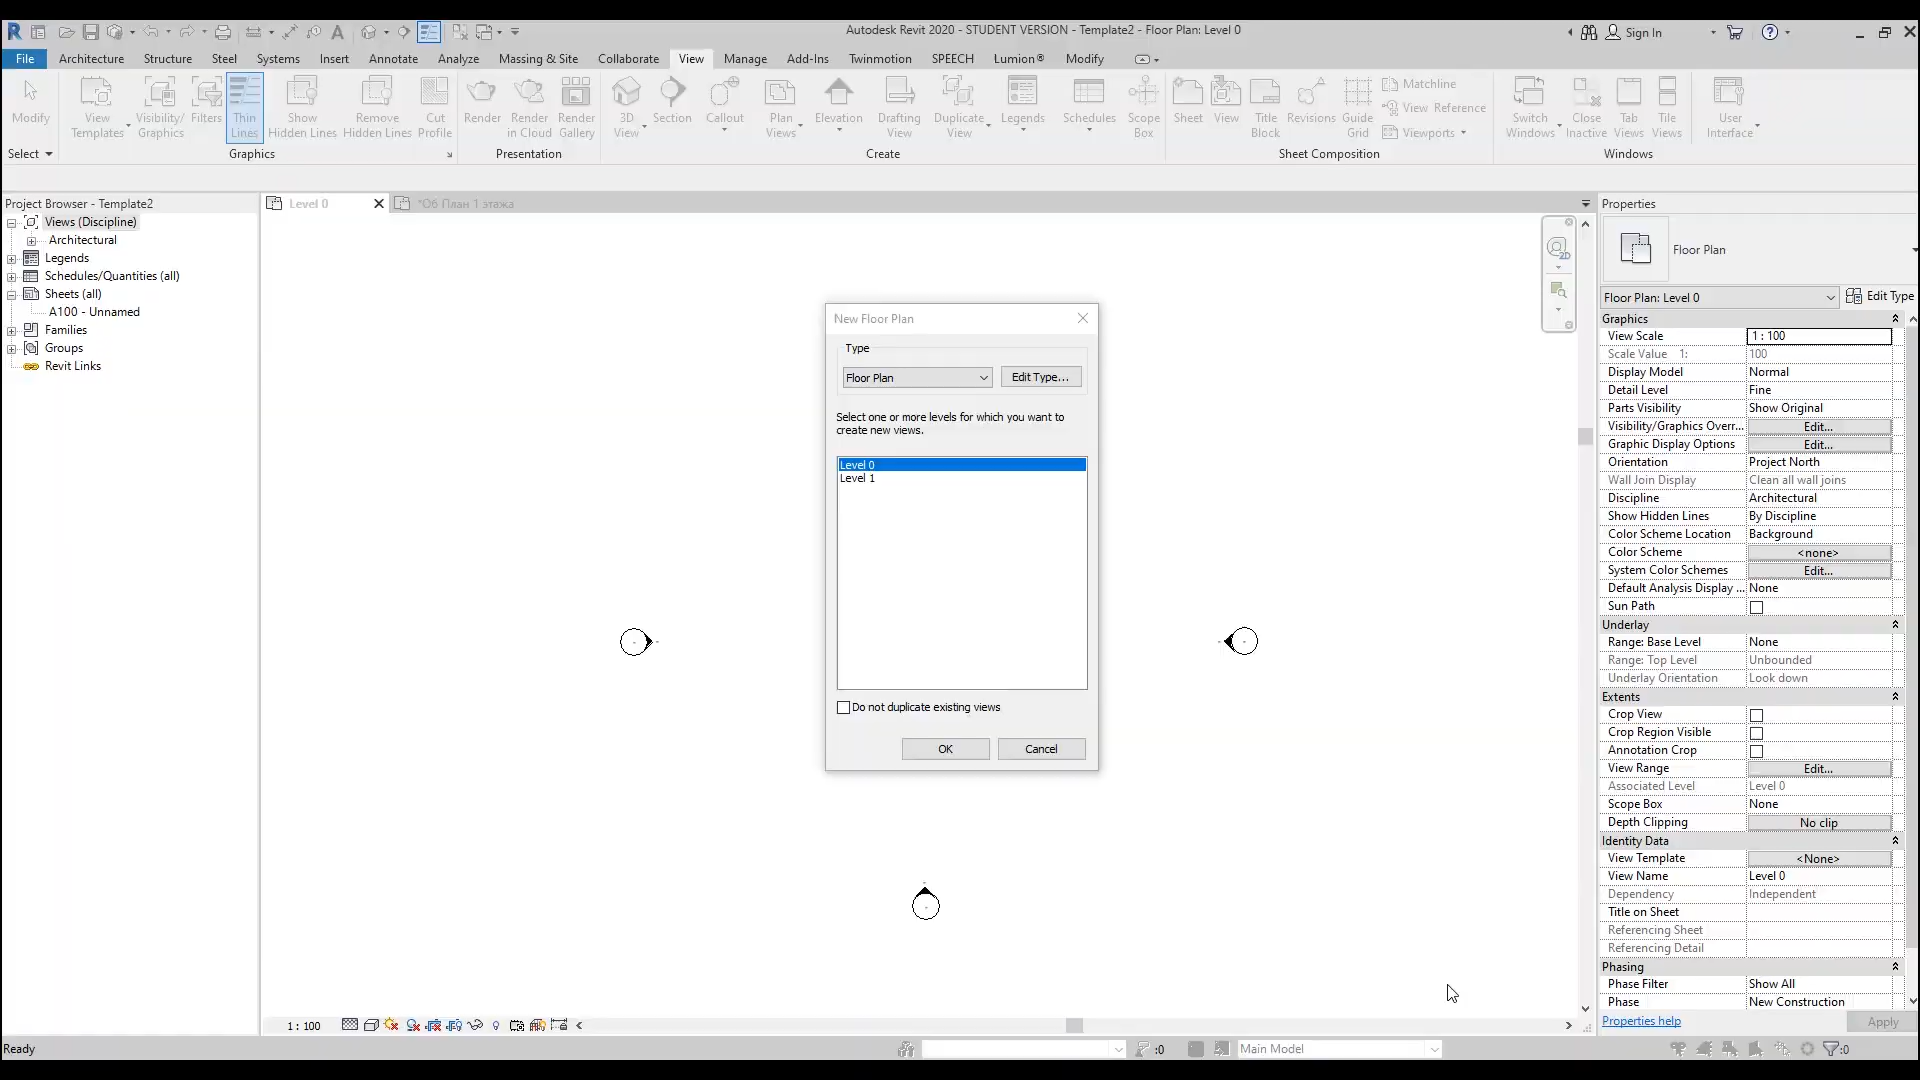 Autodesk Revit 2020 - STUDENT VERSION - Template2 - Floor Plan: Level 0
Sign In
File Architecture Structure Steel Systems Insert Annotate Analyze Massing & Site Collaborate View Manage Add-Ins Twinmotion SPEECH Lumion® Modify
Modify
View Templates
Visibility/ Graphics
Filters
Thin Lines
Show Hidden Lines
Remove Hidden Lines
Cut Profile
Render
Render in Cloud
Render Gallery
3D View
Section
Callout
Plan Views
Elevation
Drafting View
Duplicate View
Legends
Schedules
Scope Box
Sheet
View
Title Block
Revisions
Guide Grid
Matchline
View Reference
Viewports
Switch Windows
Close Inactive
Tab Views
Tile Views
User Interface
Select
Graphics
Presentation
Create
Sheet Composition
Windows
Project Browser - Template2
Views (Discipline)
Architectural
Legends
Schedules/Quantities (all)
Sheets (all)
A100 - Unnamed
Families
Groups
Revit Links
Level 0
*Об План 1 этажа
2D
New Floor Plan
Type
Floor Plan
Edit Type...
Select one or more levels for which you want to
create new views.
Level 0
Level 1
Do not duplicate existing views
OK
Cancel
Properties
Floor Plan
Floor Plan: Level 0
Edit Type
Graphics
View Scale 1 : 100
Scale Value 1: 100
Display Model Normal
Detail Level Fine
Parts Visibility Show Original
Visibility/Graphics Overr... Edit...
Graphic Display Options Edit...
Orientation Project North
Wall Join Display Clean all wall joins
Discipline Architectural
Show Hidden Lines By Discipline
Color Scheme Location Background
Color Scheme <none>
System Color Schemes Edit...
Default Analysis Display ... None
Sun Path
Underlay
Range: Base Level None
Range: Top Level Unbounded
Underlay Orientation Look down
Extents
Crop View
Crop Region Visible
Annotation Crop
View Range Edit...
Associated Level Level 0
Scope Box None
Depth Clipping No clip
Identity Data
View Template <None>
View Name Level 0
Dependency Independent
Title on Sheet
Referencing Sheet
Referencing Detail
Phasing
Phase Filter Show All
Phase New Construction
Properties help
Apply
1 : 100
Ready
:0
Main Model
:0